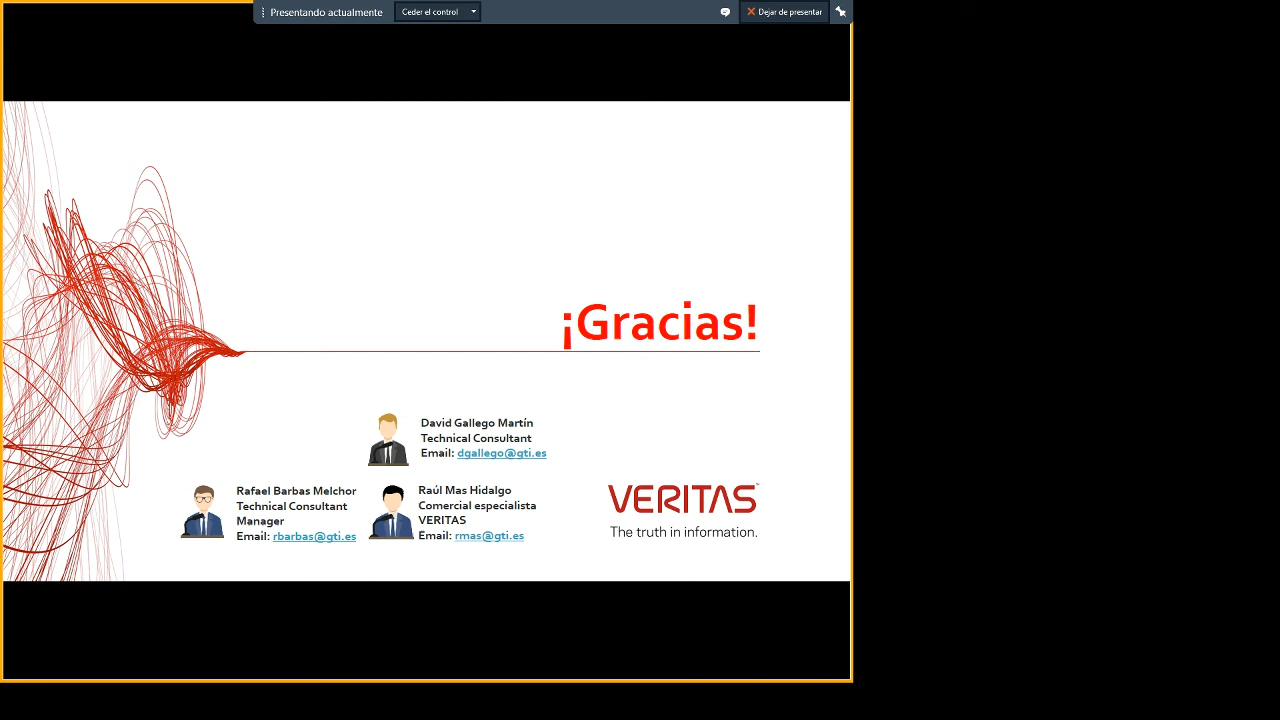 Presentando actualmente
Ceder el control
Dejar de presentar
¡Gracias!
David Gallego Martín
Technical Consultant
Email: dgallego@gti.es
Rafael Barbas Melchor
Technical Consultant
Manager
Email: rbarbas@gti.es
Raúl Mas Hidalgo
Comercial especialista
VERITAS
Email: rmas@gti.es
VERITAS™
The truth in information.